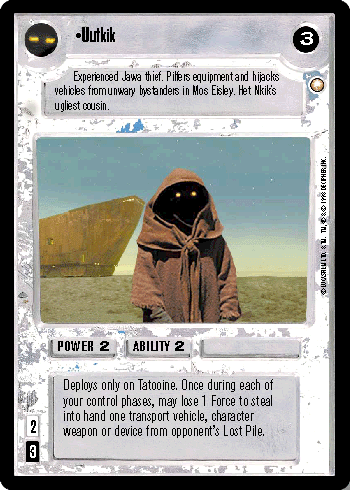 •Uutkik
3
Experienced Jawa thief. Pilfers equipment and hijacks
vehicles from unwary bystanders in Mos Eisley. Het Nkik's
ugliest cousin.
POWER 2 ABILITY 2
Deploys only on Tatooine. Once during each of
your control phases, may lose 1 Force to steal
into hand one transport vehicle, character
weapon or device from opponent's Lost Pile.
2
3